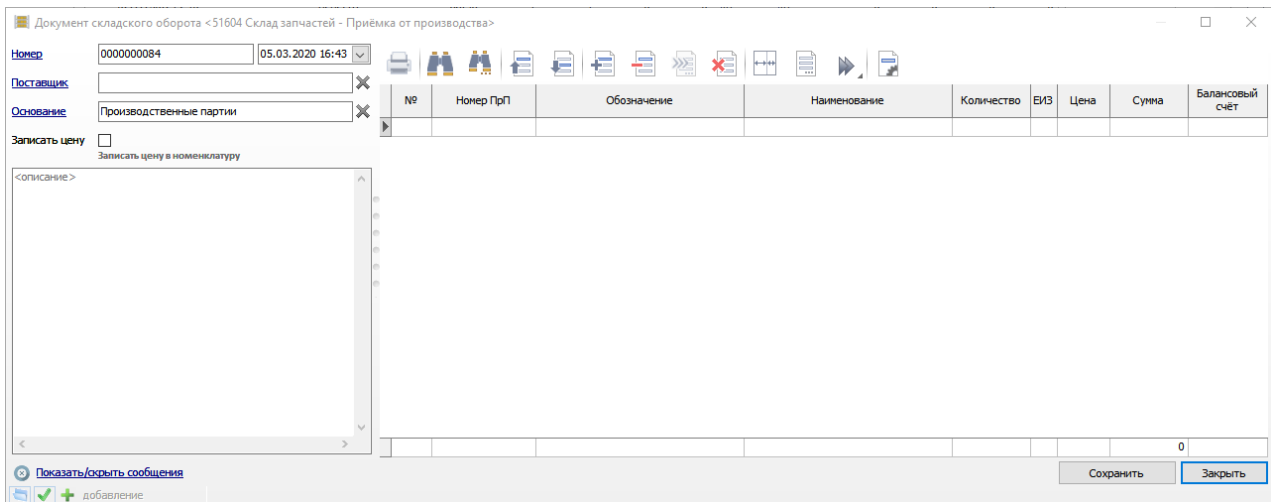 Документ складского оборота <51604 Склад запчастей - Приёмка от производства>
Номер 0000000084 05.03.2020 16:43
Поставщик
Основание Производственные партии
Записать цену
Записать цену в номенклатуру
<описание>
№ Номер ПрП Обозначение Наименование Количество ЕИЗ Цена Сумма Балансовый счёт
0
Показать/скрыть сообщения
Сохранить Закрыть
добавление